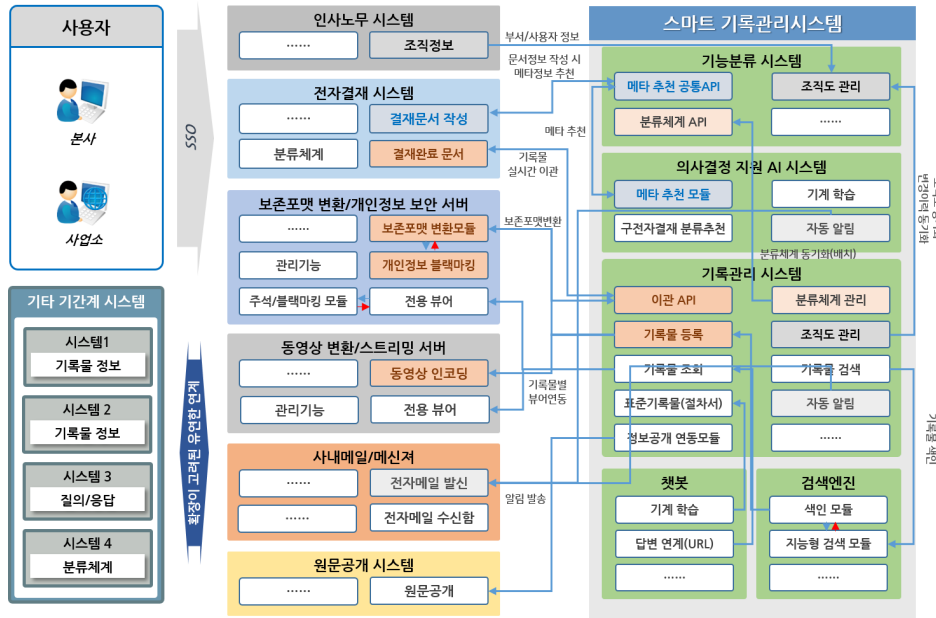 사용자
본사
사업소
기타 기간계 시스템
시스템1
기록물 정보
시스템 2
기록물 정보
시스템 3
질의/응답
시스템 4
분류체계
SSO
확장이 고려된 유연한 연계
인사노무 시스템
······
조직정보
전자결재 시스템
······
결재문서 작성
분류체계
결재완료 문서
보존포맷 변환/개인정보 보안 서버
······
보존포맷 변환모듈
관리기능
개인정보 블랙마킹
주석/블랙마킹 모듈
전용 뷰어
동영상 변환/스트리밍 서버
······
동영상 인코딩
관리기능
전용 뷰어
사내메일/메신져
······
전자메일 발신
······
전자메일 수신함
원문공개 시스템
······
원문공개
부서/사용자 정보
문서정보 작성 시
메타정보 추천
메타 추천
기록물
실시간 이관
보존포맷변환
기록물별
뷰어연동
알림 발송
스마트 기록관리시스템
기능분류 시스템
메타 추천 공통API
조직도 관리
분류체계 API
······
의사결정 지원 AI 시스템
메타 추천 모듈
기계 학습
구전자결재 분류추천
자동 알림
분류체계 동기화(배치)
기록관리 시스템
이관 API
분류체계 관리
기록물 등록
조직도 관리
기록물 조회
기록물 검색
표준기록물(절차서)
자동 알림
정보공개 연동모듈
······
챗봇
기계 학습
답변 연계(URL)
······
검색엔진
색인 모듈
지능형 검색 모듈
······
변경이력 동기화
기록물 색인